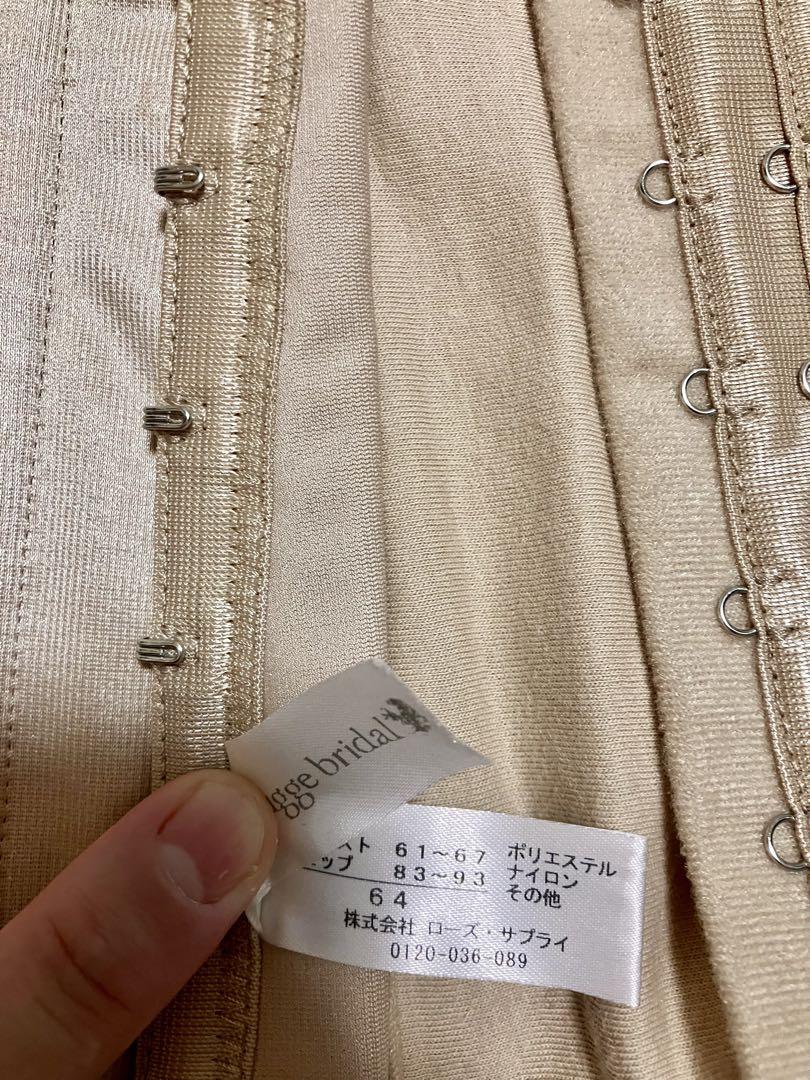 bridal
６１～６７ ポリエステル
８３～９３ ナイロン
その他
６４
株式会社 ローズ・サプライ
0120-036-089